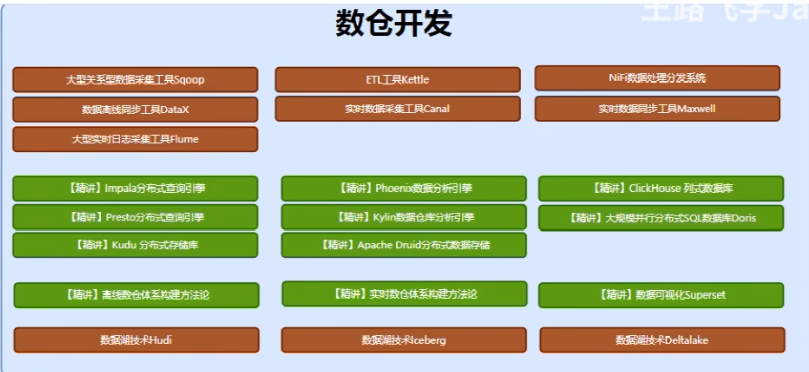 数仓开发
大型关系型数据采集工具Sqoop
ETL工具Kettle
NiFi数据处理分发系统
数据离线同步工具DataX
实时数据采集工具Canal
实时数据同步工具Maxwell
大型实时日志采集工具Flume
【精讲】Impala分布式查询引擎
【精讲】Phoenix数据分析引擎
【精讲】ClickHouse 列式数据库
【精讲】Presto分布式查询引擎
【精讲】Kylin数据仓库分析引擎
【精讲】大规模并行分布式SQL数据库Doris
【精讲】Kudu 分布式存储库
【精讲】Apache Druid分布式数据存储
【精讲】离线数仓体系构建方法论
【精讲】实时数仓体系构建方法论
【精讲】数据可视化Superset
数据湖技术Hudi
数据湖技术Iceberg
数据湖技术Deltalake